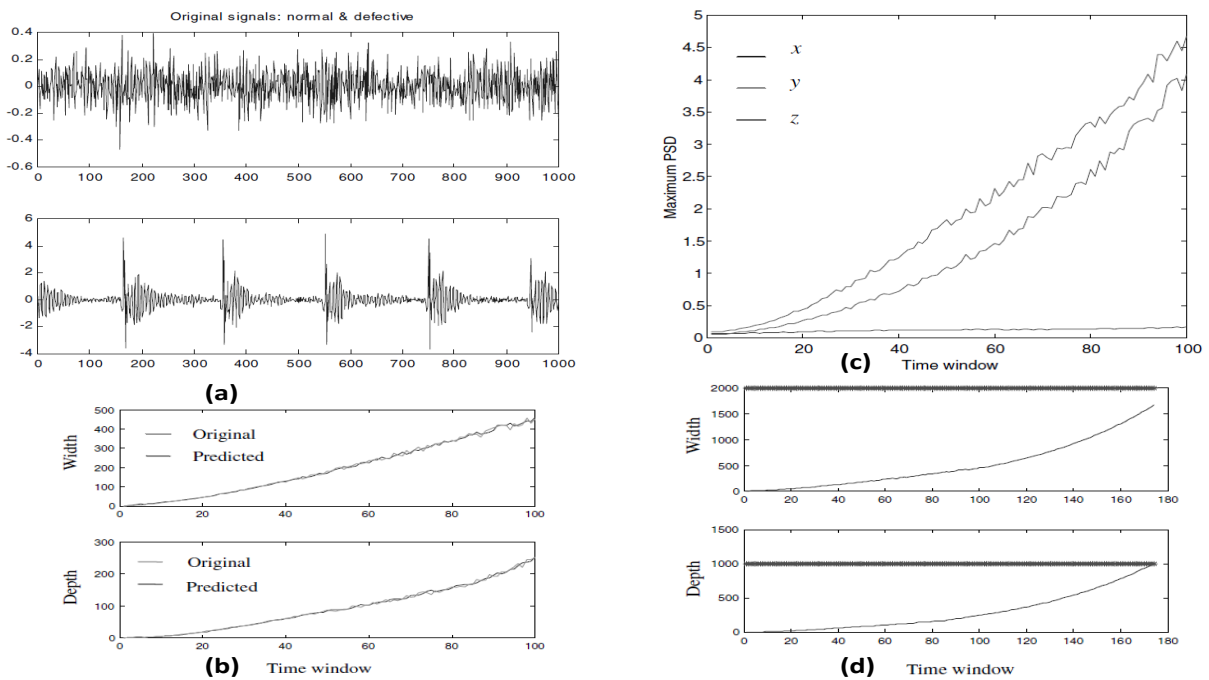 Original signals: normal & defective
0.4
0.2
0
-0.2
-0.4
-0.6
0 100 200 300 400 500 600 700 800 900 1000
6
4
2
0
-2
-4
0 100 200 300 400 500 600 700 800 900 1000
(a)
Width
500
400
300
200
100
0
Original
Predicted
0 20 40 60 80 100
Depth
300
200
100
0
Original
Predicted
0 20 40 60 80 100
(b)
Time window
Maximum PSD
5
4.5
4
3.5
3
2.5
2
1.5
1
0.5
0
x
y
z
0 20 40 60 80 100
(c)
Time window
Width
2000
1500
1000
500
0
0 20 40 60 80 100 120 140 160 180
Depth
1500
1000
500
0
0 20 40 60 80 100 120 140 160 180
(d)
Time window